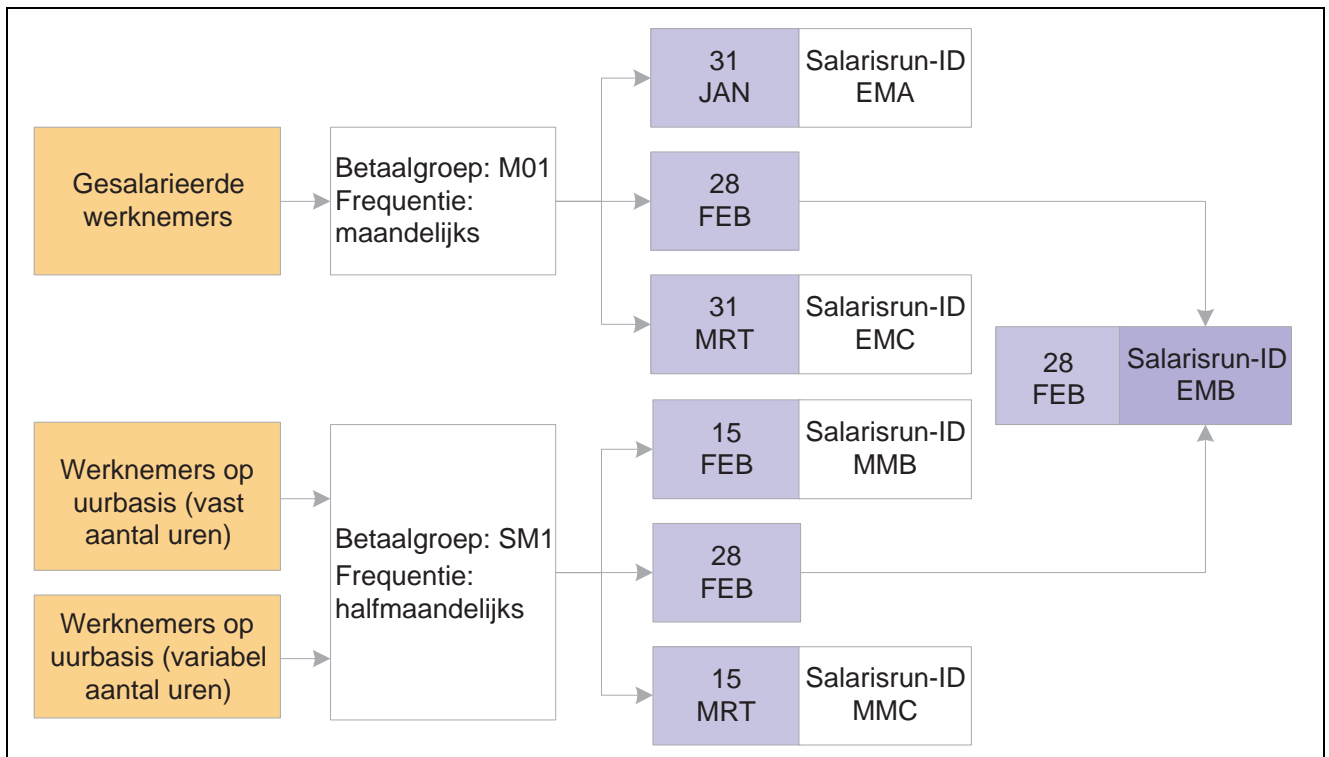 Gesalarieerde
werknemers
Betaalgroep: M01
Frequentie:
maandelijks
31
JAN
Salarisrun-ID
EMA
28
FEB
31
MRT
Salarisrun-ID
EMC
28
FEB
Salarisrun-ID
EMB
Werknemers op
uurbasis (vast
aantal uren)
Werknemers op
uurbasis (variabel
aantal uren)
Betaalgroep: SM1
Frequentie:
halfmaandelijks
15
FEB
Salarisrun-ID
MMB
28
FEB
15
MRT
Salarisrun-ID
MMC